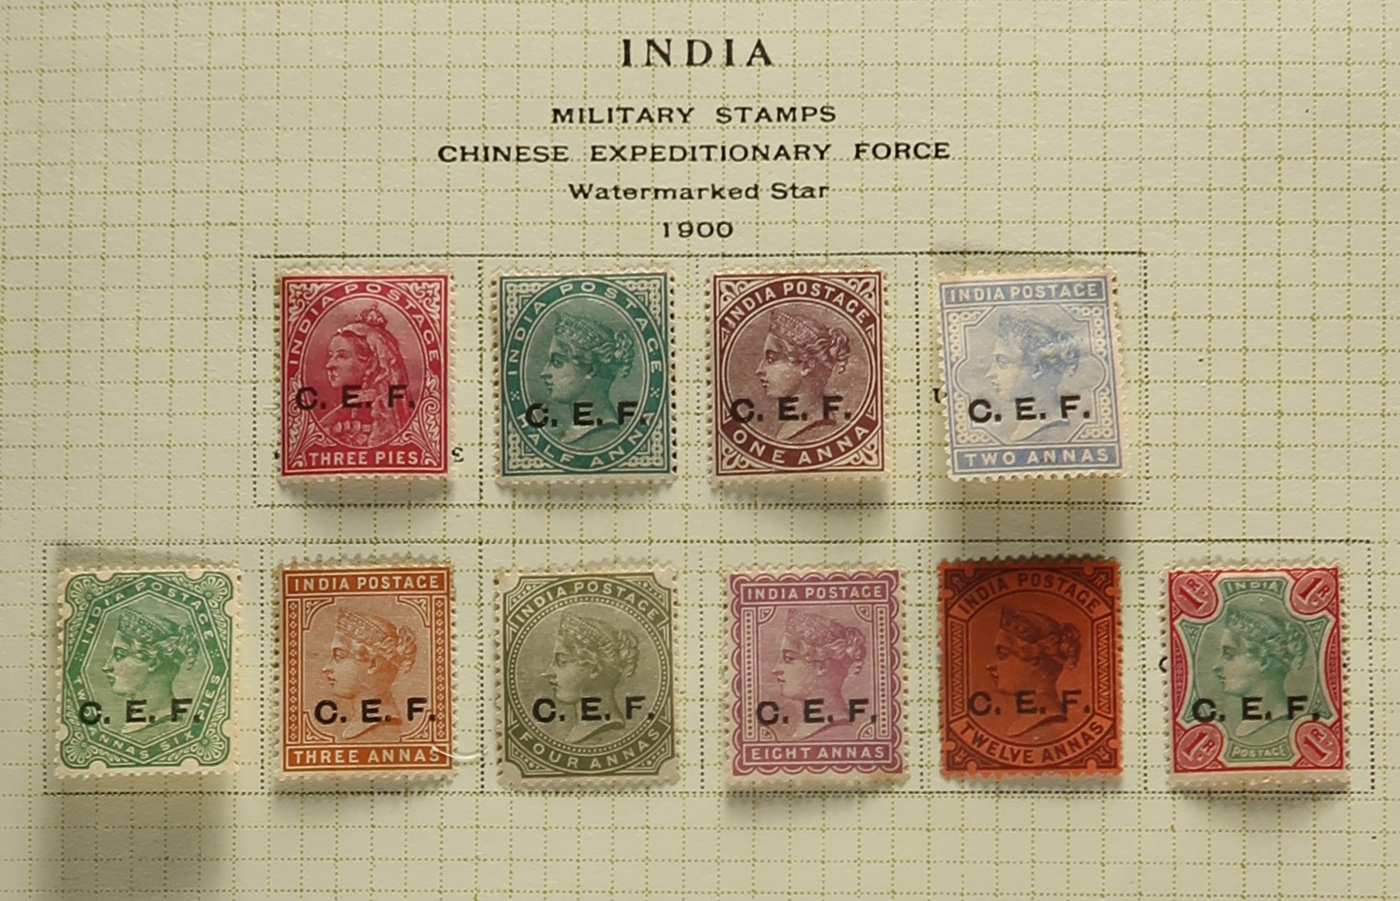 INDIA
MILITARY STAMPS
CHINESE EXPEDITIONARY FORCE
Watermarked Star
1900
INDIA POSTAGE
C. E. F.
THREE PIES
INDIA POSTAGE
C. E. F
HALF ANNA
INDIA POSTAGE
C. E. F.
ONE ANNA
INDIA POSTAGE
C. E. F.
TWO ANNAS
INDIA POSTAGE
C. E. F.
TWO ANNAS SIX PIES
INDIA POSTAGE
C. E. F.
THREE ANNAS
INDIA POSTAGE
C. E. F.
FOUR ANNAS
INDIA POSTAGE
C. E. F.
EIGHT ANNAS
INDIA POSTAGE
C. E. F.
TWELVE ANNAS
1R INDIA 1R
C. E. F.
1R POSTAGE 1R